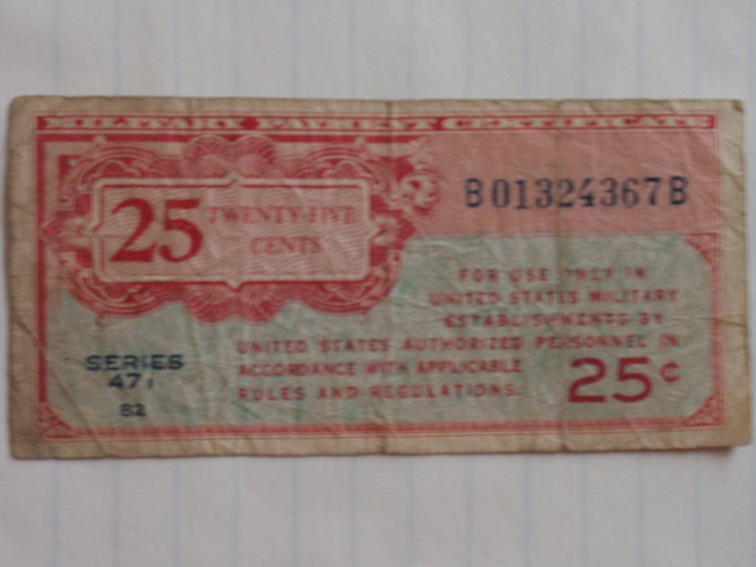 MILITARY PAYMENT CERTIFICATE
B01324367B
25 TWENTY-FIVE
CENTS
FOR USE ONLY IN
UNITED STATES MILITARY
ESTABLISHMENTS BY
UNITED STATES AUTHORIZED PERSONNEL IN
ACCORDANCE WITH APPLICABLE
RULES AND REGULATIONS.
25¢
SERIES
471
82